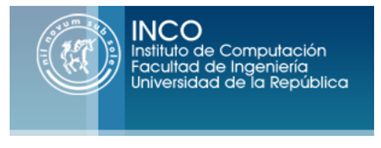 nil novum sub sole
INCO
Instituto de Computación
Facultad de Ingeniería
Universidad de la República